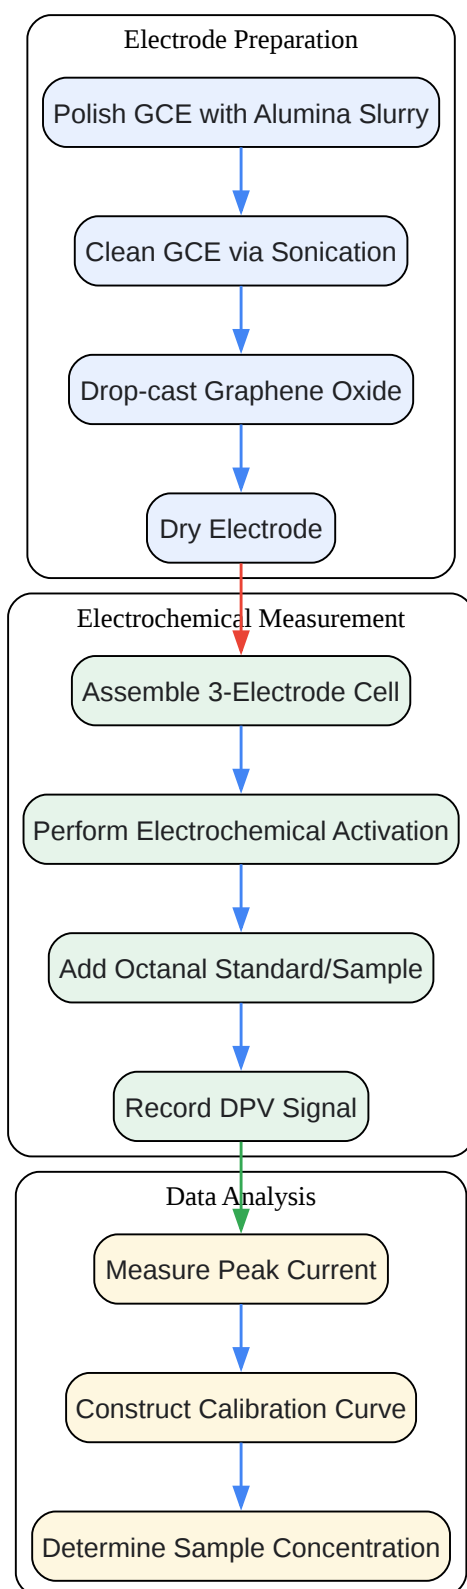 Electrode Preparation
Polish GCE with Alumina Slurry
Clean GCE via Sonication
Drop-cast Graphene Oxide
Dry Electrode
Electrochemical Measurement
Assemble 3-Electrode Cell
Perform Electrochemical Activation
Add Octanal Standard/Sample
Record DPV Signal
Data Analysis
Measure Peak Current
Construct Calibration Curve
Determine Sample Concentration